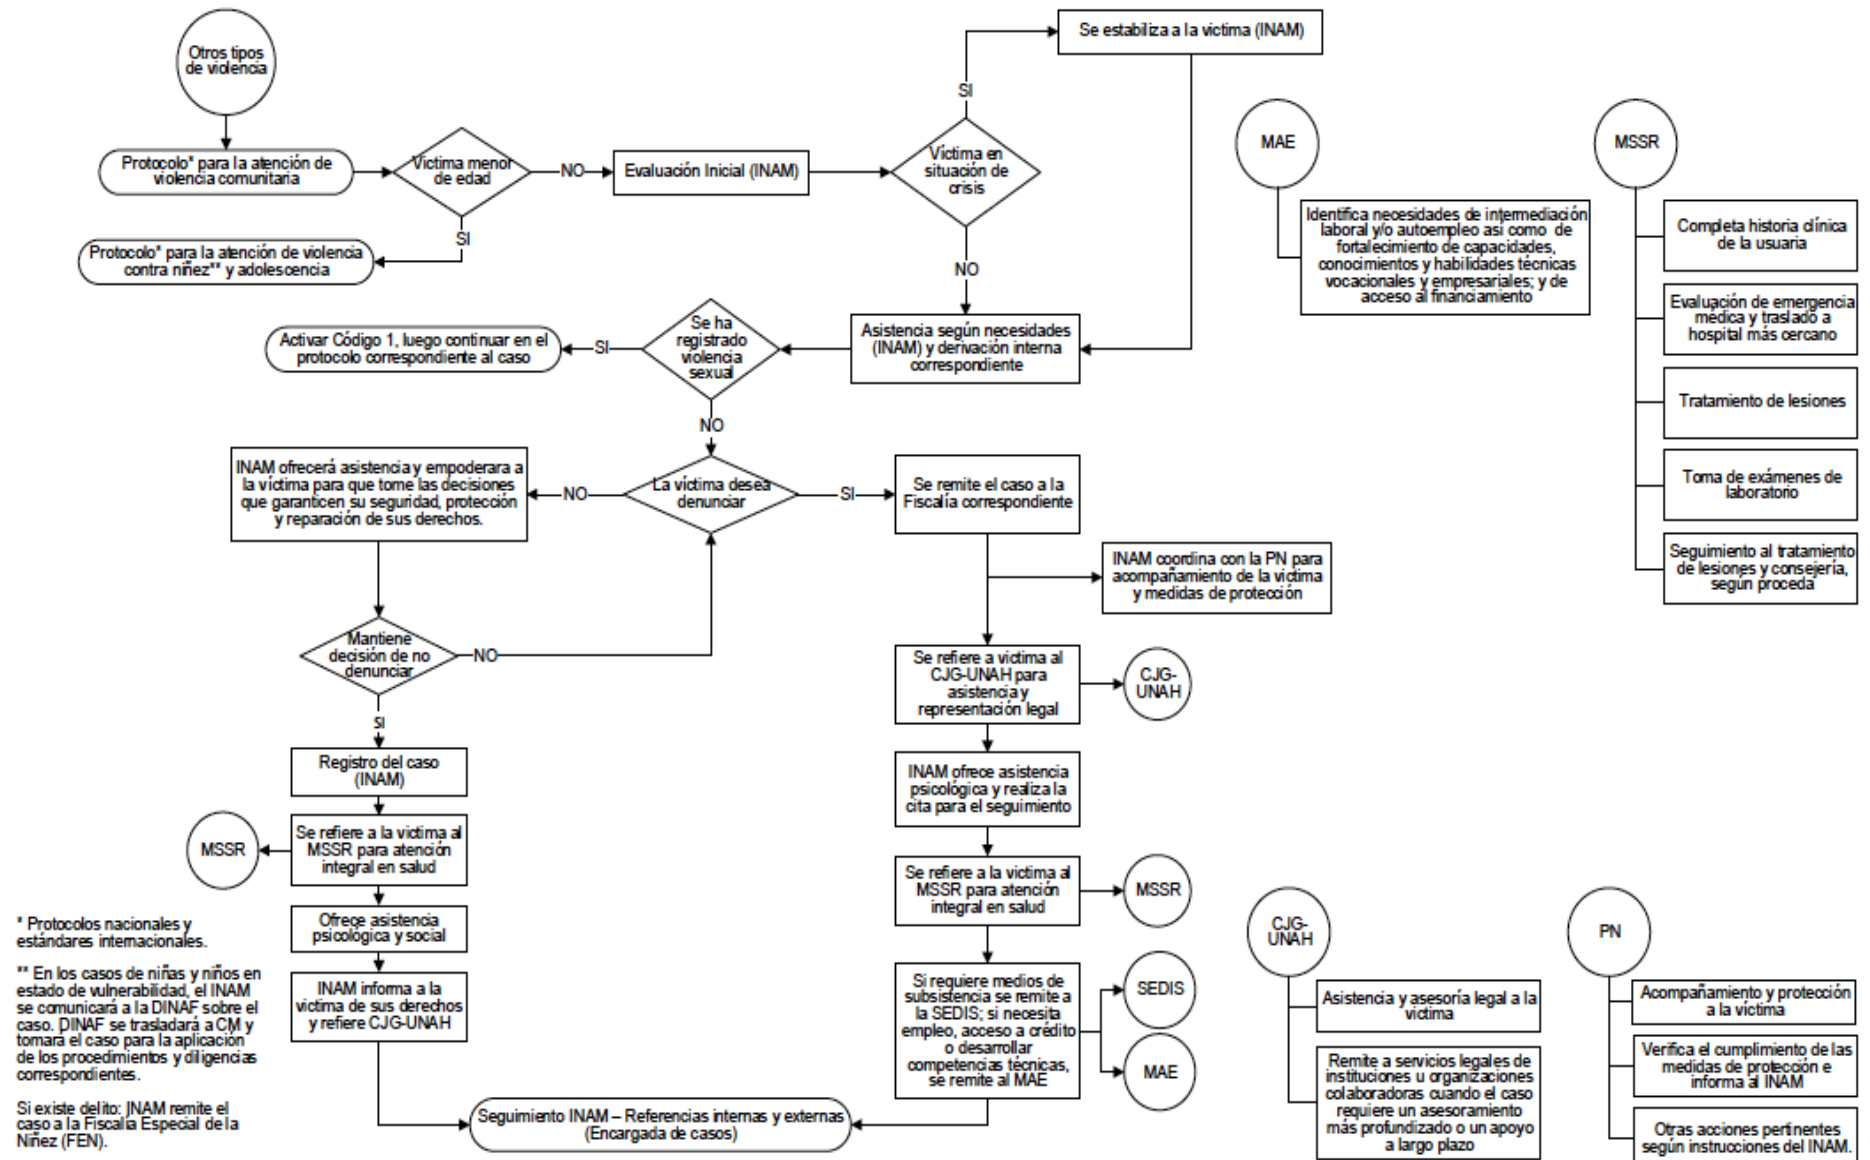 Otros tipos
de violencia
Protocolo* para la atención de
violencia comunitaria
Victima menor
de edad
NO
Evaluación Inicial (INAM)
SI
Protocolo* para la atención de violencia
contra niñez** y adolescencia
Víctima en
situación de
crisis
SI
Se estabiliza a la victima (INAM)
NO
Asistencia según necesidades
(INAM) y derivación interna
correspondiente
Se ha
registrado
violencia
sexual
SI
Activar Código 1, luego continuar en el
protocolo correspondiente al caso
NO
La víctima desea
denunciar
NO
INAM ofrecerá asistencia y empoderara a
la víctima para que tome las decisiones
que garanticen su seguridad, protección
y reparación de sus derechos.
Mantiene
decisión de no
denunciar
NO
SI
Registro del caso
(INAM)
Se refiere a la victima al
MSSR para atención
integral en salud
MSSR
Ofrece asistencia
psicológica y social
INAM informa a la
victima de sus derechos
y refiere CJG-UNAH
SI
Se remite el caso a la
Fiscalía correspondiente
INAM coordina con la PN para
acompañamiento de la victima
y medidas de protección
Se refiere a victima al
CJG-UNAH para
asistencia y
representación legal
CJG-
UNAH
INAM ofrece asistencia
psicológica y realiza la
cita para el seguimiento
Se refiere a la victima al
MSSR para atención
integral en salud
MSSR
Si requiere medios de
subsistencia se remite a
la SEDIS; si necesita
empleo, acceso a crédito
o desarrollar
competencias técnicas,
se remite al MAE
SEDIS
MAE
Seguimiento INAM – Referencias internas y externas
(Encargada de casos)
MAE
Identifica necesidades de intermediación
laboral y/o autoempleo así como de
fortalecimiento de capacidades,
conocimientos y habilidades técnicas
vocacionales y empresariales; y de
acceso al financiamiento
MSSR
Completa historia clínica
de la usuaria
Evaluación de emergencia
médica y traslado a
hospital más cercano
Tratamiento de lesiones
Toma de exámenes de
laboratorio
Seguimiento al tratamiento
de lesiones y consejería,
según proceda
CJG-
UNAH
Asistencia y asesoría legal a la
victima
Remite a servicios legales de
instituciones u organizaciones
colaboradoras cuando el caso
requiere un asesoramiento
más profundizado o un apoyo
a largo plazo
PN
Acompañamiento y protección
a la víctima
Verifica el cumplimiento de las
medidas de protección e
informa al INAM
Otras acciones pertinentes
según instrucciones del INAM.
* Protocolos nacionales y
estándares internacionales.
** En los casos de niñas y niños en
estado de vulnerabilidad, el INAM
se comunicará a la DINAF sobre el
caso. DINAF se trasladará a CM y
tomará el caso para la aplicación
de los procedimientos y diligencias
correspondientes.
Si existe delito: INAM remite el
caso a la Fiscalía Especial de la
Niñez (FEN).